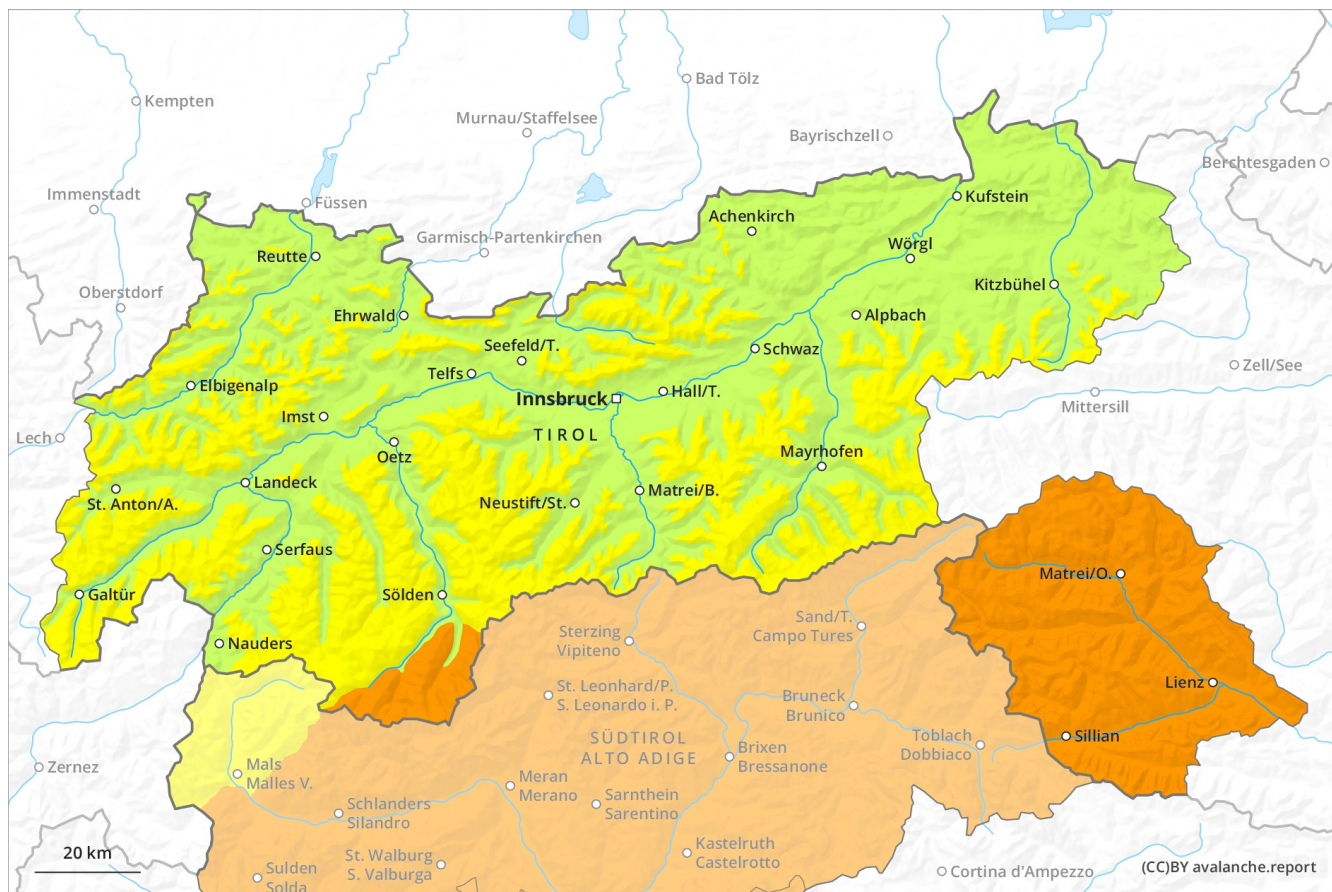 Bad Tölz
Kempten
Murnau/Staffelsee
Bayrischzell
Berchtesgaden
Immenstadt
Füssen
Kufstein
Achenkirch
Garmisch-Partenkirchen
Wörgl
Reutte
Kitzbühel
Oberstdorf
Ehrwald
Alpbach
Seefeld/T.
Schwaz
Zell/See
Telfs
Elbigenalp
Hall/T.
Innsbruck
Mittersill
Imst
TIROL
Lech
Oetz
Mayrhofen
Landeck
Matrei/B.
St. Anton/A.
Neustift/St.
Serfaus
Matrei/O.
Galtür
Sölden
Sand/T.
Campo Tures
Sterzing
Vipiteno
Nauders
Lienz
St. Leonhard/P.
S. Leonardo i. P.
Bruneck
Brunico
SÜDTIROL
ALTO ADIGE
Toblach
Dobbiaco
Sillian
Brixen
Bressanone
Zernez
Mals
Malles V.
Meran
Merano
Sarnthein
Sarentino
Schlanders
Silandro
Kastelruth
Castelrotto
20 km
St. Walburg
S. Valburga
Sulden
Solda
Cortina d'Ampezzo
(CC)BY avalanche.report